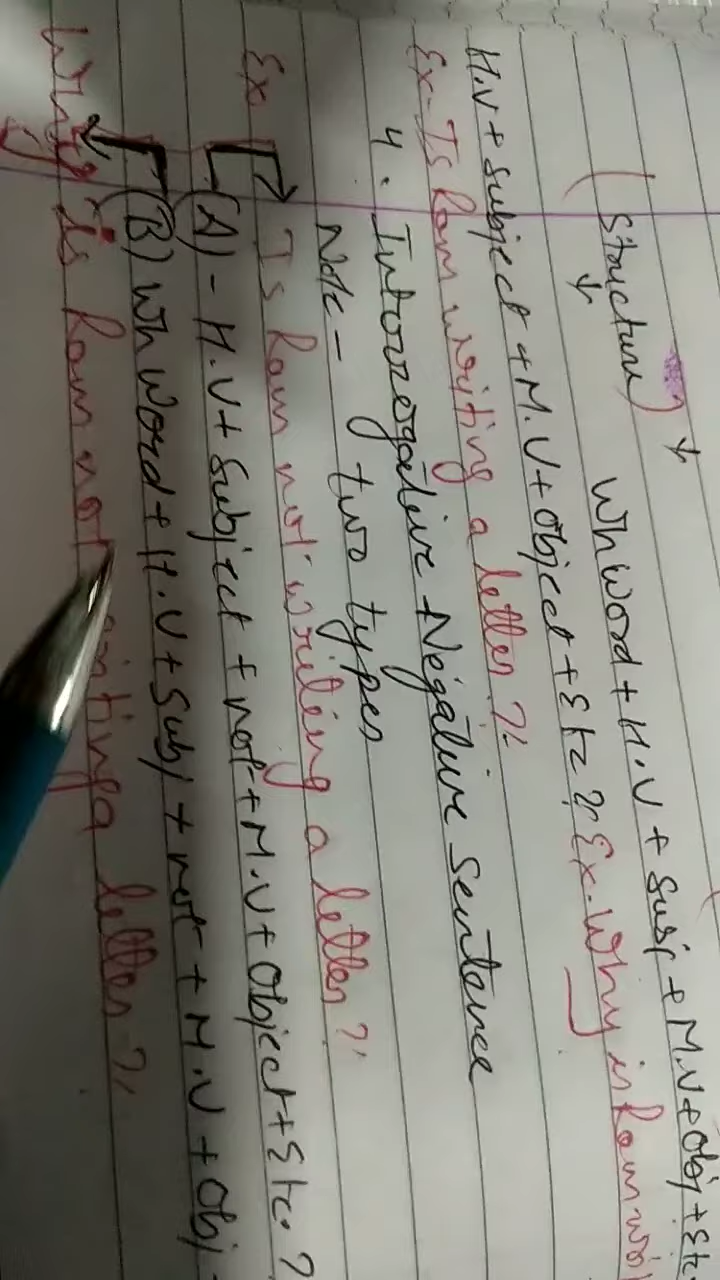 Wh word + H.V + Subj + M.V + Obj + Etc
(Structure)
H.V + Subject + M.V + Object + Etc ? Ex. Why is Ram wri
Ex- Is Ram writing a letter ?
4. Interrogative Negative Sentence
Note - two types
Ex Is Ram not writing a letter ?
(A) - H.V + Subject + not + M.V + Object + Etc. ?
(B) Wh Word + H.V + Subj + not + M.V + Obj
Why is Ram not a letter ?